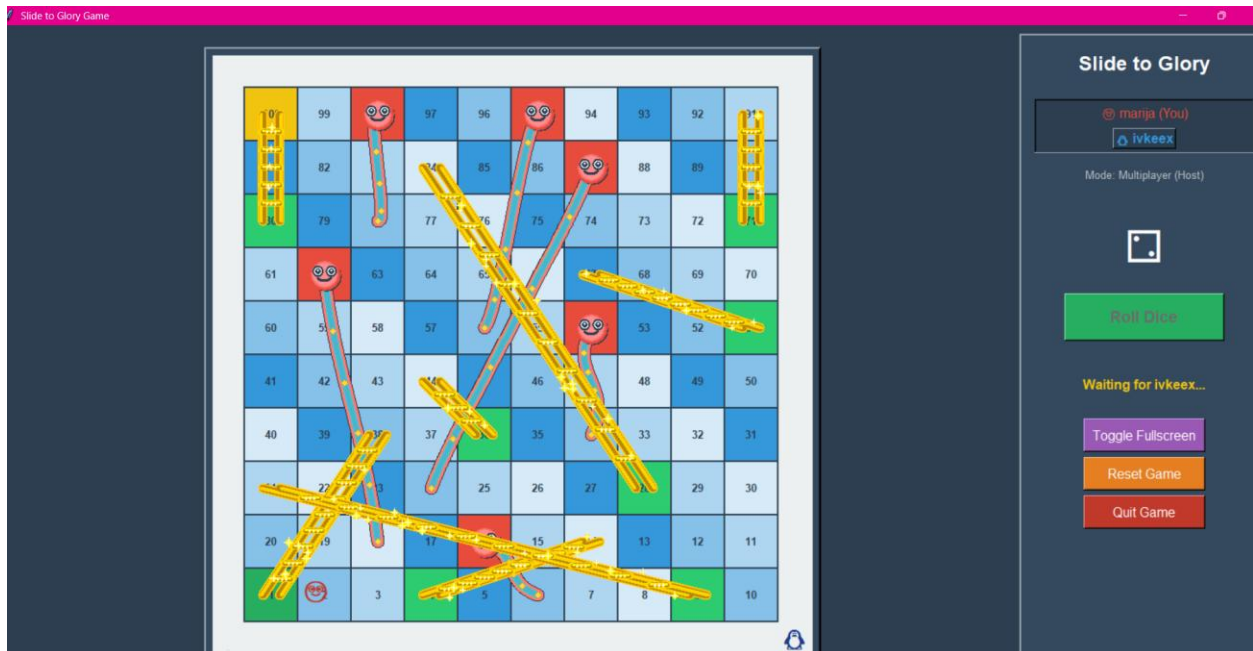 Slide to Glory Game
Slide to Glory
marija (You)
ivkeex
Mode: Multiplayer (Host)
Roll Dice
Waiting for ivkeex...
Toggle Fullscreen
Reset Game
Quit Game
99 97 96 94 93 92
82 85 86 88 89
79 77 76 75 74 73 72
61 63 64 68 69 70
60 58 57 53 52
41 42 43 46 48 49 50
40 39 37 35 33 32 31
22 25 26 27 29 30
20 19 17 15 13 12 11
3 5 7 8 10